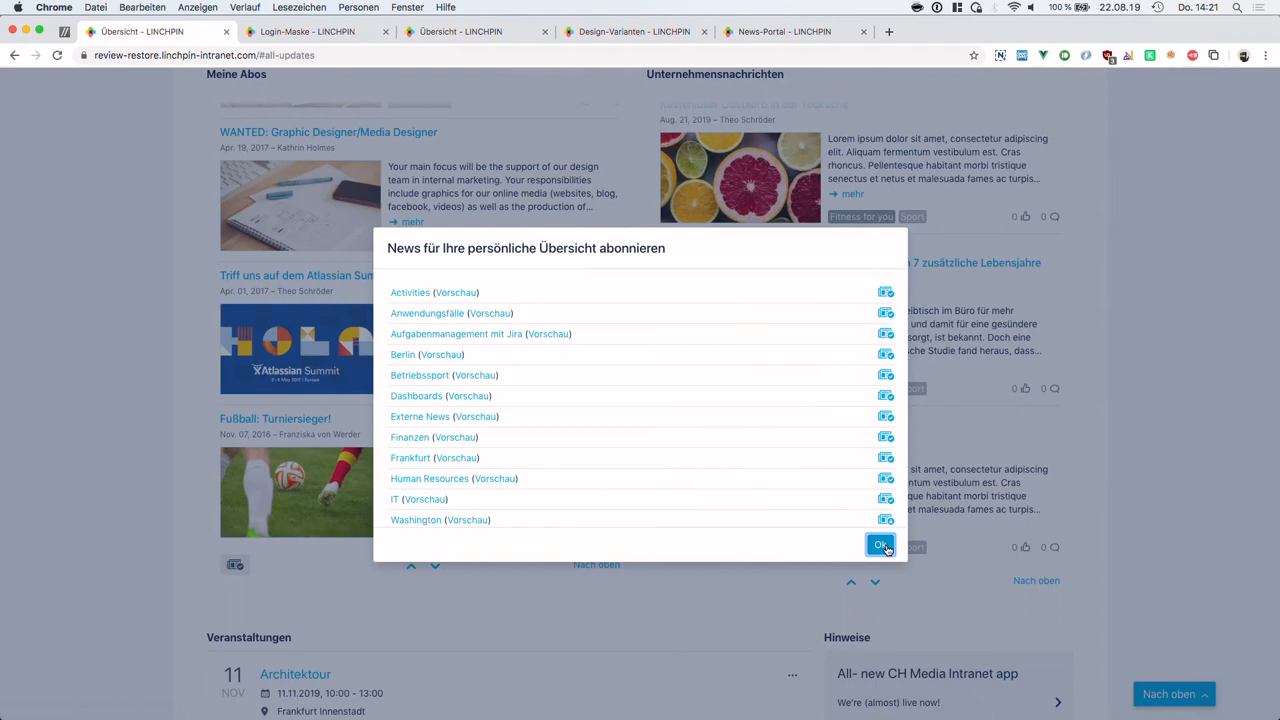 Chrome Datei Bearbeiten Anzeigen Verlauf Lesezeichen Personen Fenster Hilfe 100 % 22.08.19 Do. 14:21
Übersicht - LINCHPIN Login-Maske - LINCHPIN Übersicht - LINCHPIN Design-Varianten - LINCHPIN News-Portal - LINCHPIN
review-restore.linchpin-intranet.com/#all-updates
Meine Abos
WANTED: Graphic Designer/Media Designer
Apr. 19, 2017 – Kathrin Holmes
Your main focus will be the support of our design
team in internal marketing. Your responsibilities
include graphics for our online media (websites, blog,
facebook, videos) as well as the production of...
→ mehr
Triff uns auf dem Atlassian Sum
Apr. 01, 2017 – Theo Schröder
HOLA
Atlassian Summit
2-4 May 2017 | Europe
Fußball: Turniersieger!
Nov. 07, 2016 – Franziska von Werder
Nach oben
Unternehmensnachrichten
Aug. 21, 2019 – Theo Schröder
Lorem ipsum dolor sit amet, consectetur adipiscing
elit. Aliquam fermentum vestibulum est. Cras
rhoncus. Pellentesque habitant morbi tristique
senectus et netus et malesuada fames ac turpis...
→ mehr
Fitness for you Sport 0 0
7 zusätzliche Lebensjahre
eibtisch im Büro für mehr
und damit für eine gesündere
sorgt, ist bekannt. Doch eine
Studie fand heraus, dass...
port 0 0
sit amet, consectetur adipiscing
vestibulum est. Cras
habitant morbi tristique
malesuada fames ac turpis...
port 0 0
Nach oben
News für Ihre persönliche Übersicht abonnieren
Activities (Vorschau)
Anwendungsfälle (Vorschau)
Aufgabenmanagement mit Jira (Vorschau)
Berlin (Vorschau)
Betriebssport (Vorschau)
Dashboards (Vorschau)
Externe News (Vorschau)
Finanzen (Vorschau)
Frankfurt (Vorschau)
Human Resources (Vorschau)
IT (Vorschau)
Washington (Vorschau)
Ok
Veranstaltungen
11
NOV
Architektour
11.11.2019, 10:00 - 13:00
Frankfurt Innenstadt
Hinweise
All- new CH Media Intranet app
We're (almost) live now!
Nach oben